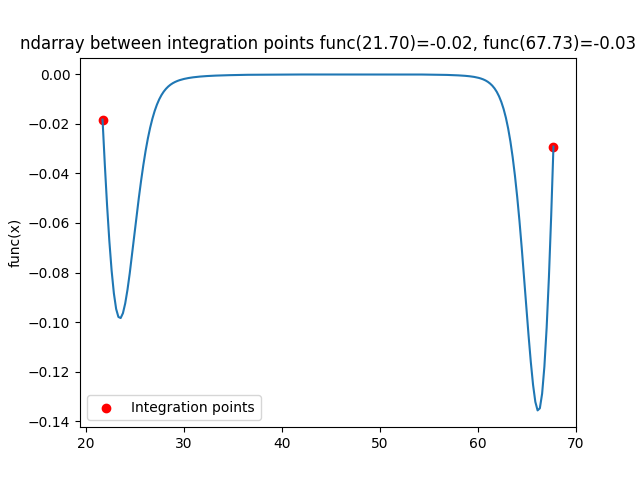 ndarray between integration points func(21.70)=-0.02, func(67.73)=-0.03
0.00
−0.02
−0.04
−0.06
−0.08
−0.10
−0.12
−0.14
func(x)
Integration points
20 30 40 50 60 70